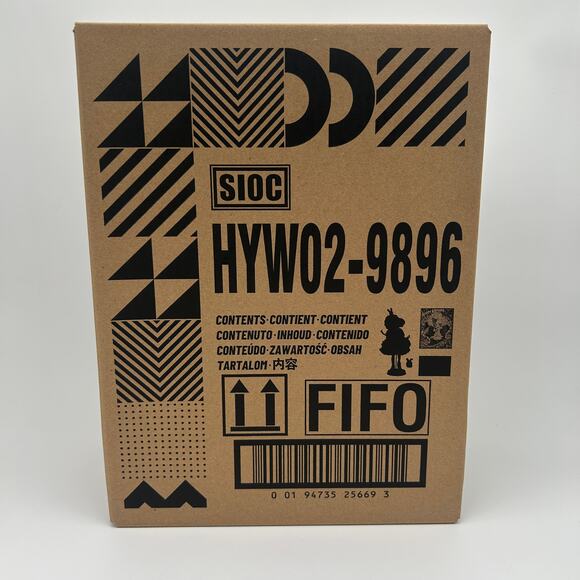 SIOC
HYW02-9896
CONTENTS·CONTIENT·CONTIENT
CONTENUTO·INHOUD·CONTENIDO
CONTEÚDO·ZAWARTOŚĆ·OBSAH
TARTALOM·内容
FIFO
0 01 94735 25669 3